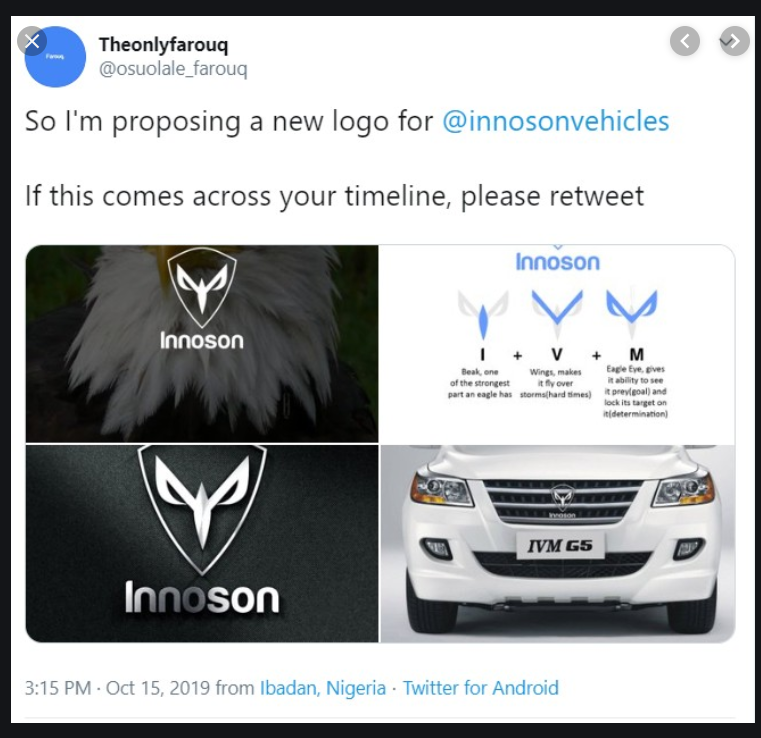 Farouq
Theonlyfarouq
@osuolale_farouq
So I'm proposing a new logo for @innosonvehicles
If this comes across your timeline, please retweet
Innoson
Innoson
I + V + M
Beak, one
of the strongest
part an eagle has
Wings, makes
it fly over
storms(hard times)
Eagle Eye, gives
it ability to see
it prey(goal) and
lock its target on
it(determination)
Innoson
Innoson
IVM G5
3:15 PM · Oct 15, 2019 from Ibadan, Nigeria · Twitter for Android